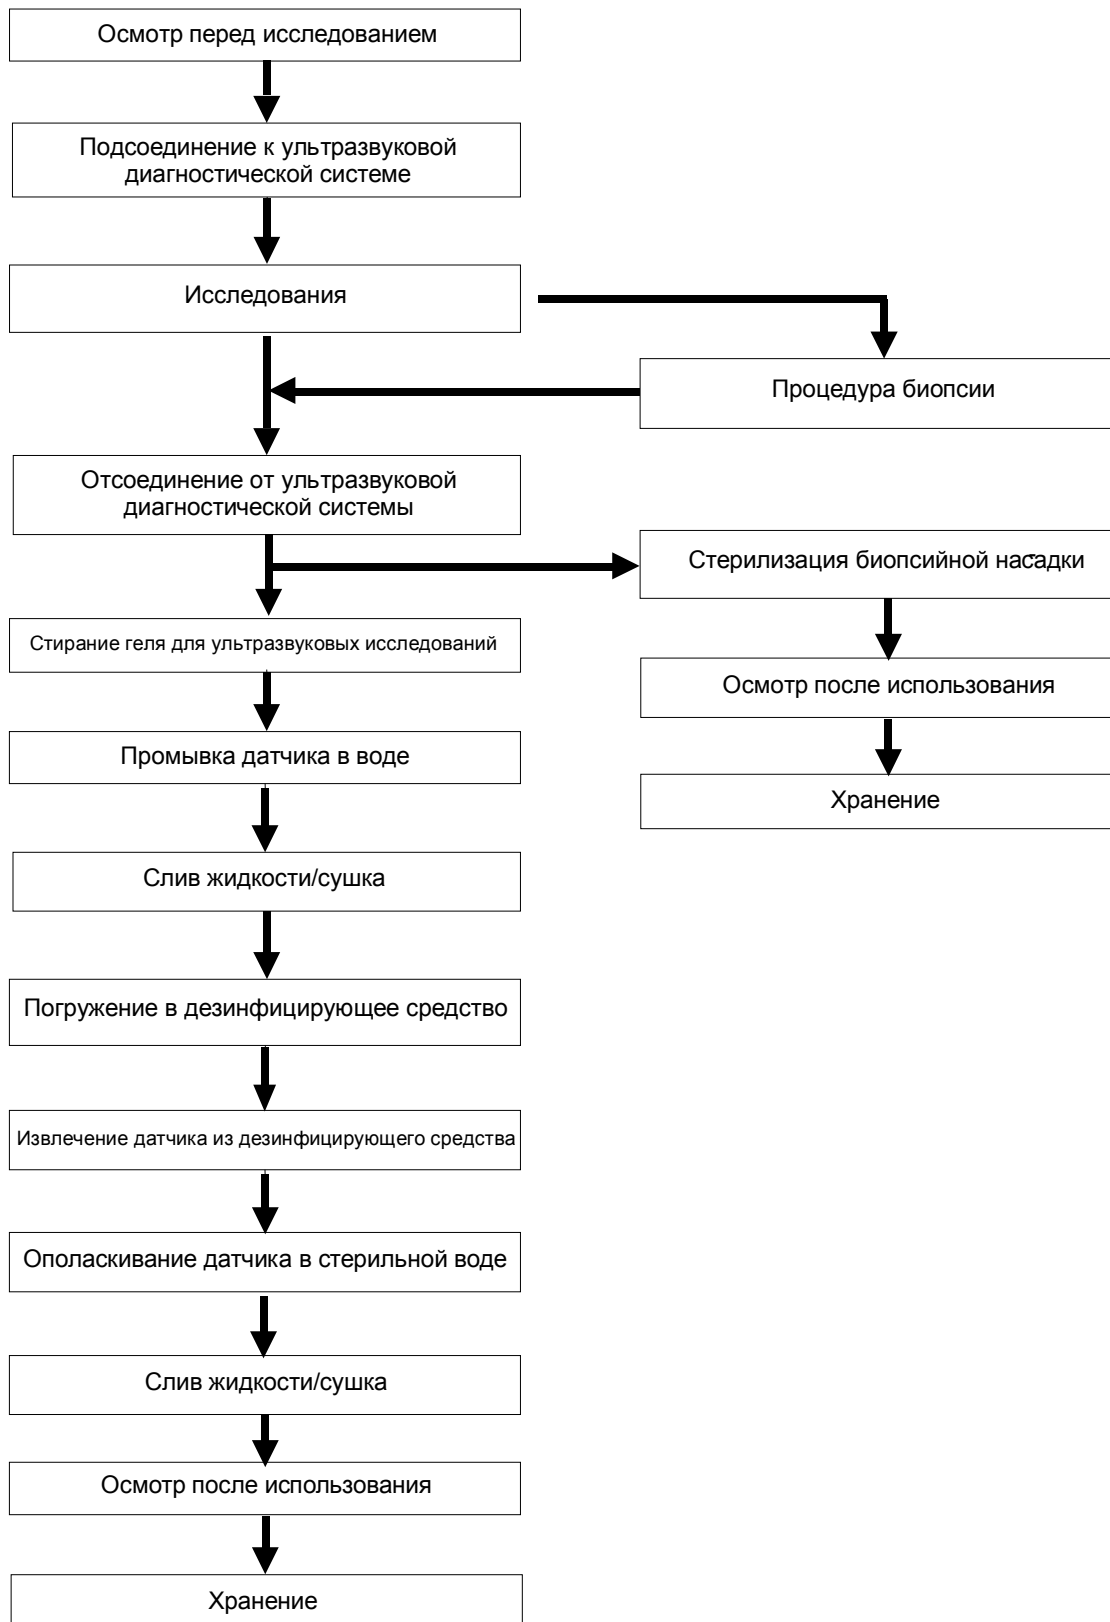 Осмотр перед исследованием
Подсоединение к ультразвуковой
диагностической системе
Исследования
Процедура биопсии
Отсоединение от ультразвуковой
диагностической системы
Стерилизация биопсийной насадки
Стирание геля для ультразвуковых исследований
Осмотр после использования
Промывка датчика в воде
Хранение
Слив жидкости/сушка
Погружение в дезинфицирующее средство
Извлечение датчика из дезинфицирующего средства
Ополаскивание датчика в стерильной воде
Слив жидкости/сушка
Осмотр после использования
Хранение